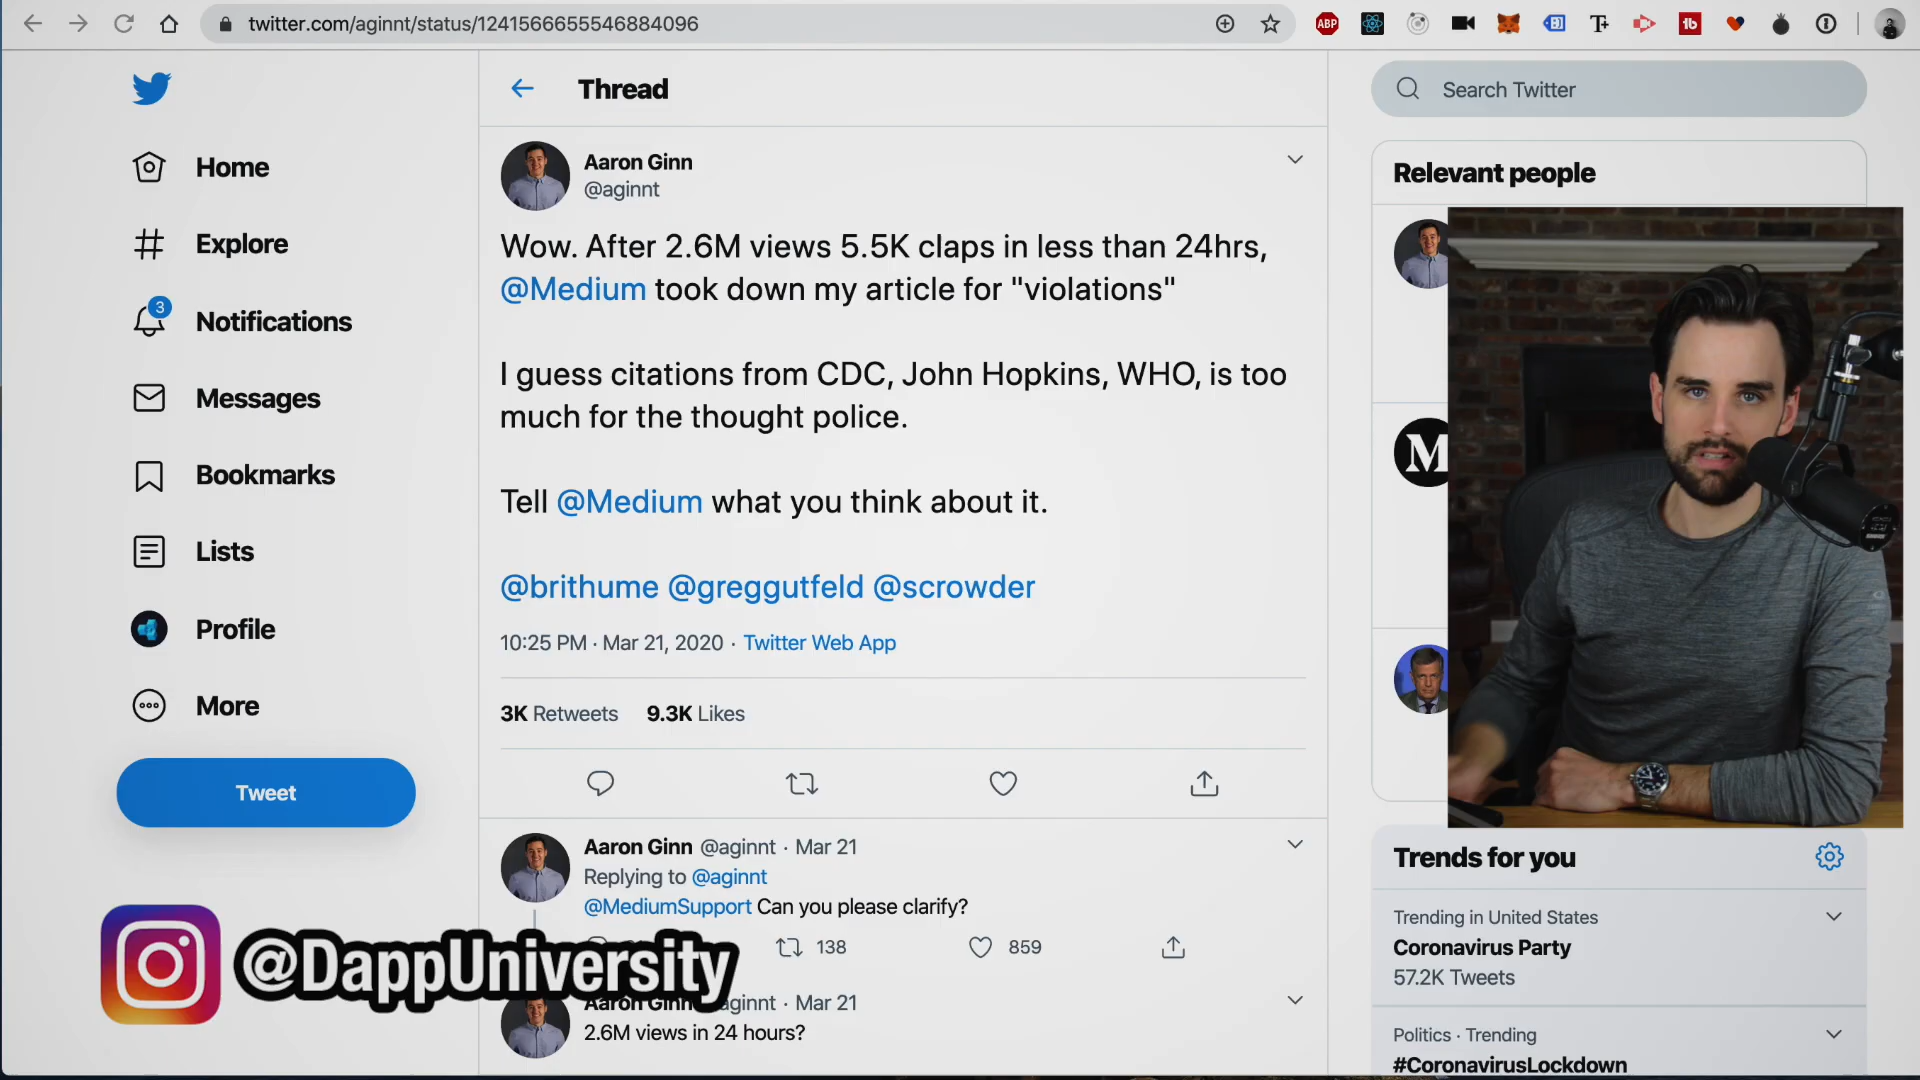 twitter.com/aginnt/status/1241566655546884096
ABP
Thread
Search Twitter
Home
Explore
3
Notifications
Messages
Bookmarks
Lists
Profile
More
Tweet
Aaron Ginn
@aginnt
Wow. After 2.6M views 5.5K claps in less than 24hrs,
@Medium took down my article for "violations"
I guess citations from CDC, John Hopkins, WHO, is too
much for the thought police.
Tell @Medium what you think about it.
@brithume @greggutfeld @scrowder
10:25 PM · Mar 21, 2020 · Twitter Web App
3K Retweets 9.3K Likes
Aaron Ginn @aginnt · Mar 21
Replying to @aginnt
@MediumSupport Can you please clarify?
138 859
Aaron Ginn @aginnt · Mar 21
2.6M views in 24 hours?
@DappUniversity
Relevant people
M
Trends for you
Trending in United States
Coronavirus Party
57.2K Tweets
Politics · Trending
#CoronavirusLockdown